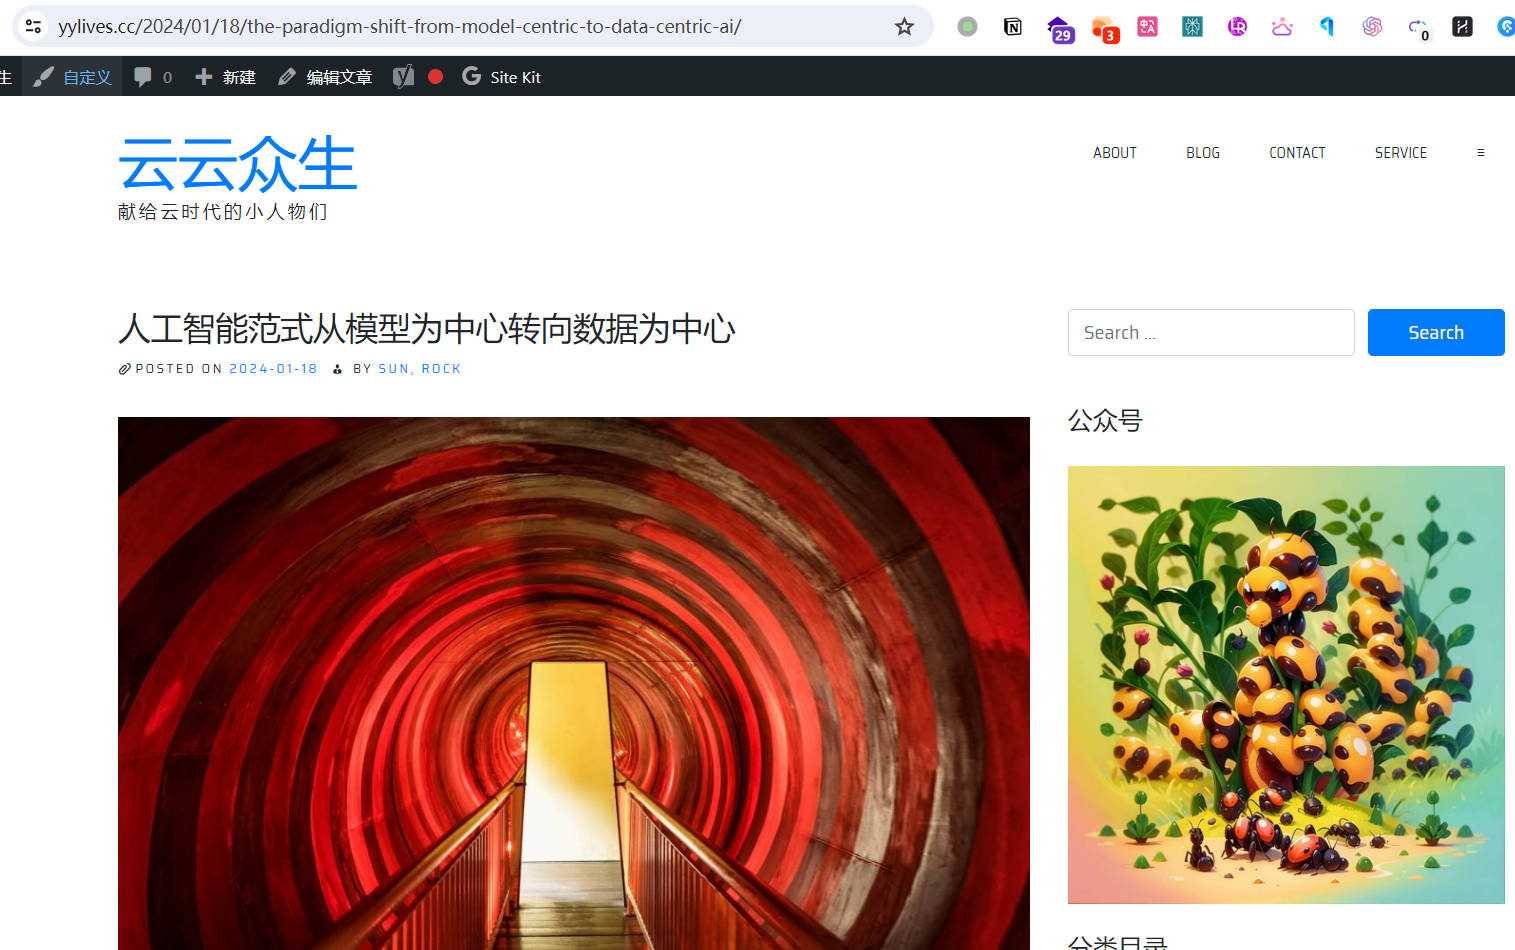 yylives.cc/2024/01/18/the-paradigm-shift-from-model-centric-to-data-centric-ai/
29
3
0
生 自定义 0 新建 编辑文章 Site Kit
云云众生
献给云时代的小人物们
ABOUT BLOG CONTACT SERVICE
人工智能范式从模型为中心转向数据为中心
POSTED ON 2024-01-18 BY SUN, ROCK
Search ...
Search
公众号
分类目录